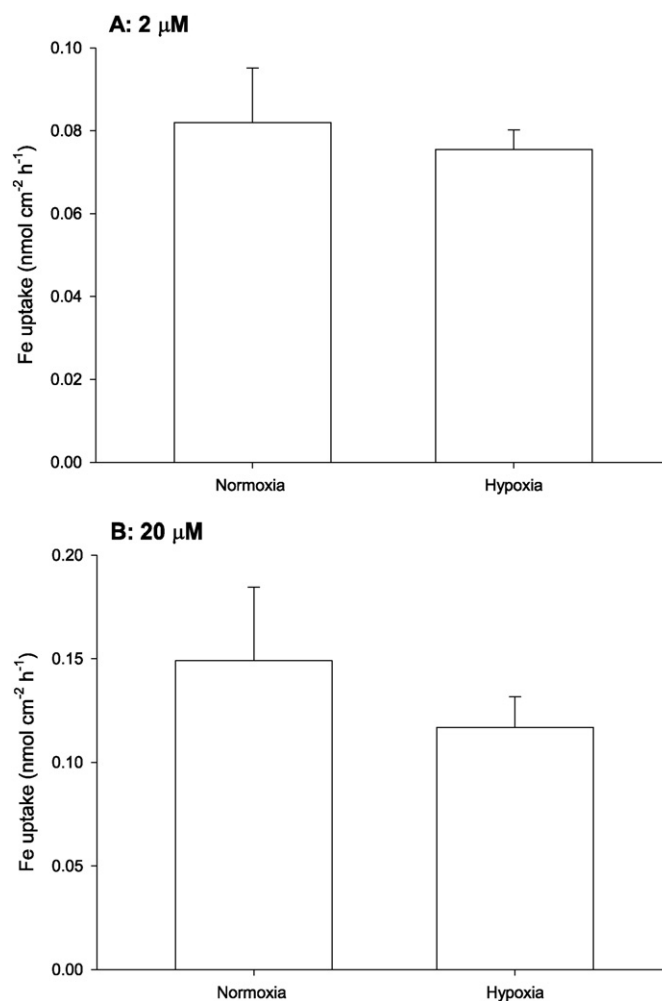 A: 2 μM
0.10
0.08
0.06
0.04
0.02
0.00
Fe uptake (nmol cm⁻² h⁻¹)
Normoxia Hypoxia
B: 20 μM
0.20
0.15
0.10
0.05
0.00
Fe uptake (nmol cm⁻² h⁻¹)
Normoxia Hypoxia